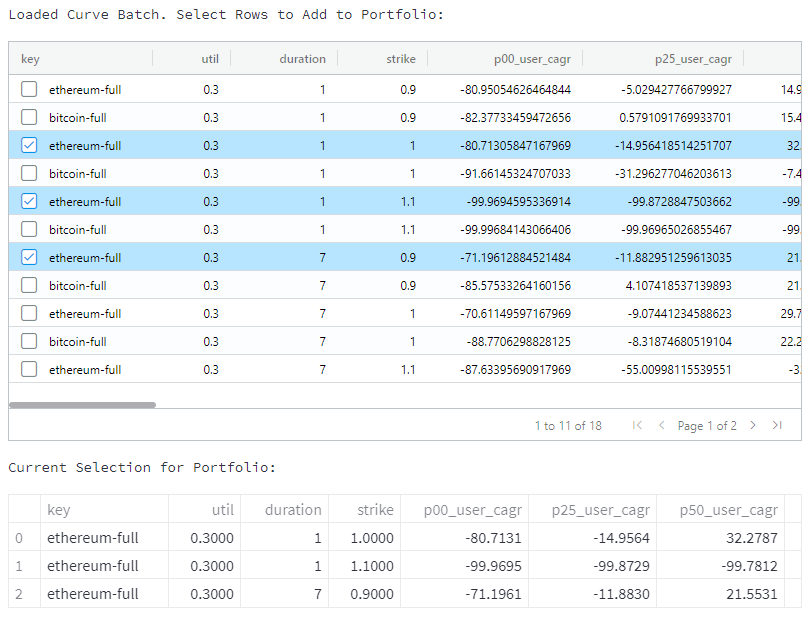 Loaded Curve Batch. Select Rows to Add to Portfolio:
key util duration strike p00_user_cagr p25_user_cagr
ethereum-full 0.3 1 0.9 -80.95054626464844 -5.029427766799927 14.9
bitcoin-full 0.3 1 0.9 -82.37733459472656 0.5791091769933701 15.4
ethereum-full 0.3 1 1 -80.71305847167969 -14.956418514251707 32.
bitcoin-full 0.3 1 1 -91.66145324707033 -31.296277046203613 -7.4
ethereum-full 0.3 1 1.1 -99.9694595336914 -99.8728847503662 -99.
bitcoin-full 0.3 1 1.1 -99.99684143066406 -99.96965026855467 -99.
ethereum-full 0.3 7 0.9 -71.19612884521484 -11.882951259613035 21.
bitcoin-full 0.3 7 0.9 -85.57533264160156 4.107418537139893 21.
ethereum-full 0.3 7 1 -70.61149597167969 -9.07441234588623 29.7
bitcoin-full 0.3 7 1 -88.7706298828125 -8.31874680519104 22.2
ethereum-full 0.3 7 1.1 -87.63395690917969 -55.00998115539551 -3.
1 to 11 of 18 Page 1 of 2
Current Selection for Portfolio:
key util duration strike p00_user_cagr p25_user_cagr p50_user_cagr
0 ethereum-full 0.3000 1 1.0000 -80.7131 -14.9564 32.2787
1 ethereum-full 0.3000 1 1.1000 -99.9695 -99.8729 -99.7812
2 ethereum-full 0.3000 7 0.9000 -71.1961 -11.8830 21.5531